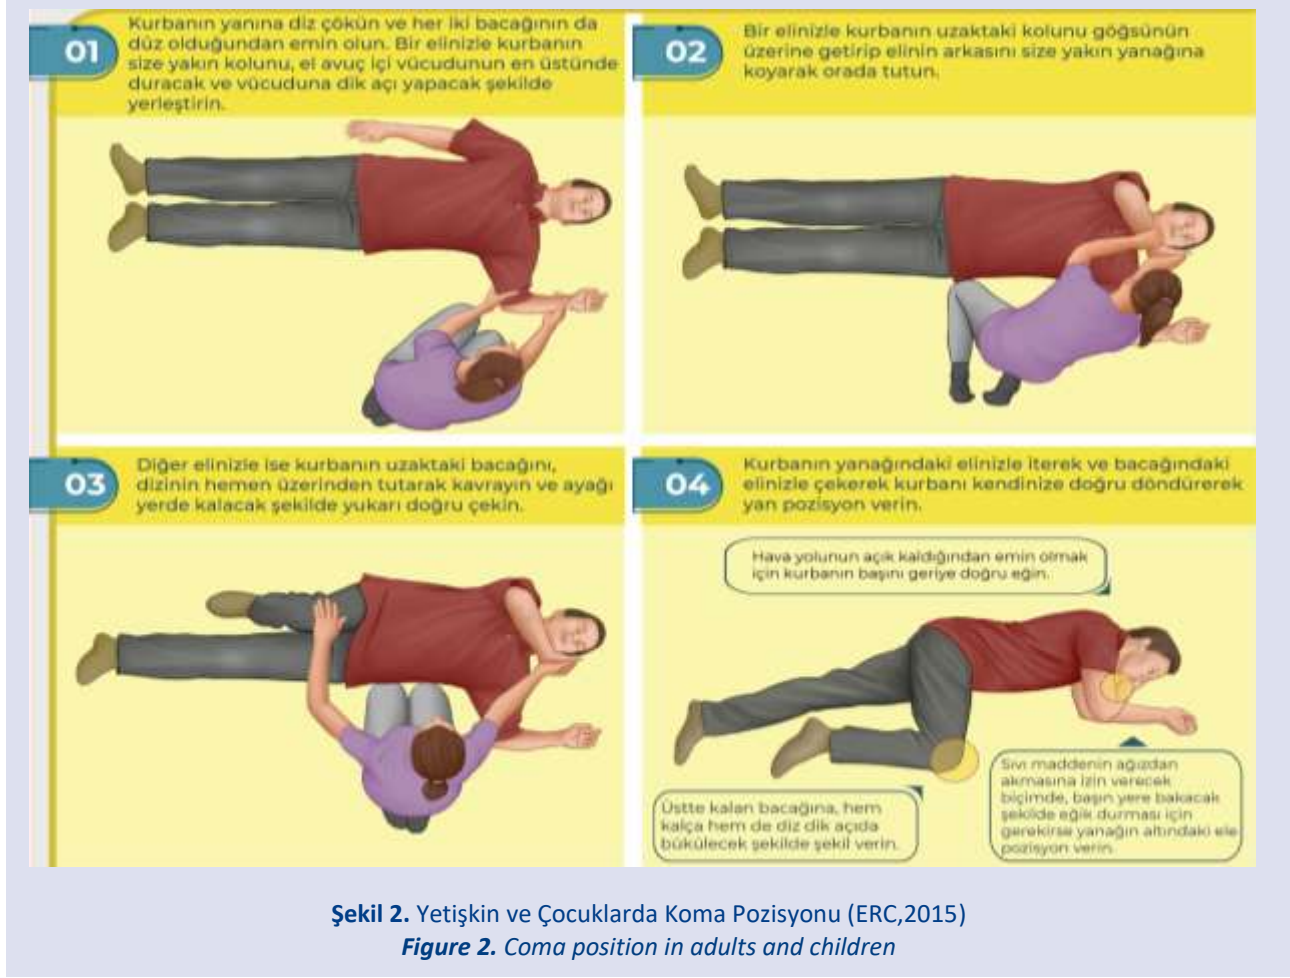 01
Kurbanın yanına diz çökün ve her iki bacağının da
düz olduğundan emin olun. Bir elinizle kurbanın
size yakın kolunu, el avuç içi vücudunun en üstünde
duracak ve vücuduna dik açı yapacak şekilde
yerleştirin.
02
Bir elinizle kurbanın uzaktaki kolunu göğsünün
üzerine getirip elinin arkasını size yakın yanağına
koyarak orada tutun.
03
Diğer elinizle ise kurbanın uzaktaki bacağını,
dizinin hemen üzerinden tutarak kavrayın ve ayağı
yerde kalacak şekilde yukarı doğru çekin.
04
Kurbanın yanağındaki elinizle iterek ve bacağındaki
elinizle çekerek kurbanı kendinize doğru döndürerek
yan pozisyon verin.
Hava yolunun açık kaldığından emin olmak
için kurbanın başını geriye doğru eğin.
Üstte kalan bacağına, hem
kalça hem de diz dik açıda
bükülecek şekilde şekil verin.
Sıvı maddenin ağızdan
akmasına izin verecek
biçimde, başın yere bakacak
şekilde eğik durması için
gerekirse yanağın altındaki ele
pozisyon verin.
Şekil 2. Yetişkin ve Çocuklarda Koma Pozisyonu (ERC,2015)
Figure 2. Coma position in adults and children